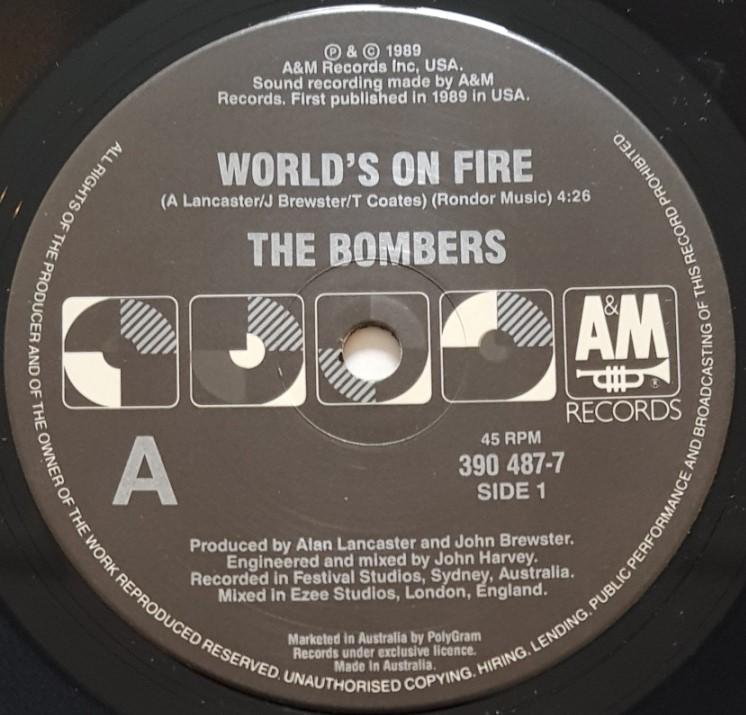 ℗ & © 1989
A&M Records Inc, USA.
Sound recording made by A&M
Records. First published in 1989 in USA.
WORLD'S ON FIRE
(A Lancaster/J Brewster/T Coates) (Rondor Music) 4:26
THE BOMBERS
A&M
®
RECORDS
A
45 RPM
390 487-7
SIDE 1
Produced by Alan Lancaster and John Brewster.
Engineered and mixed by John Harvey.
Recorded in Festival Studios, Sydney, Australia.
Mixed in Ezee Studios, London, England.
Marketed in Australia by PolyGram
Records under exclusive licence.
Made in Australia.
ALL RIGHTS OF THE PRODUCER AND OF THE OWNER OF THE WORK REPRODUCED RESERVED. UNAUTHORISED COPYING. HIRING. LENDING. PUBLIC PERFORMANCE AND BROADCASTING OF THIS RECORD PROHIBITED.